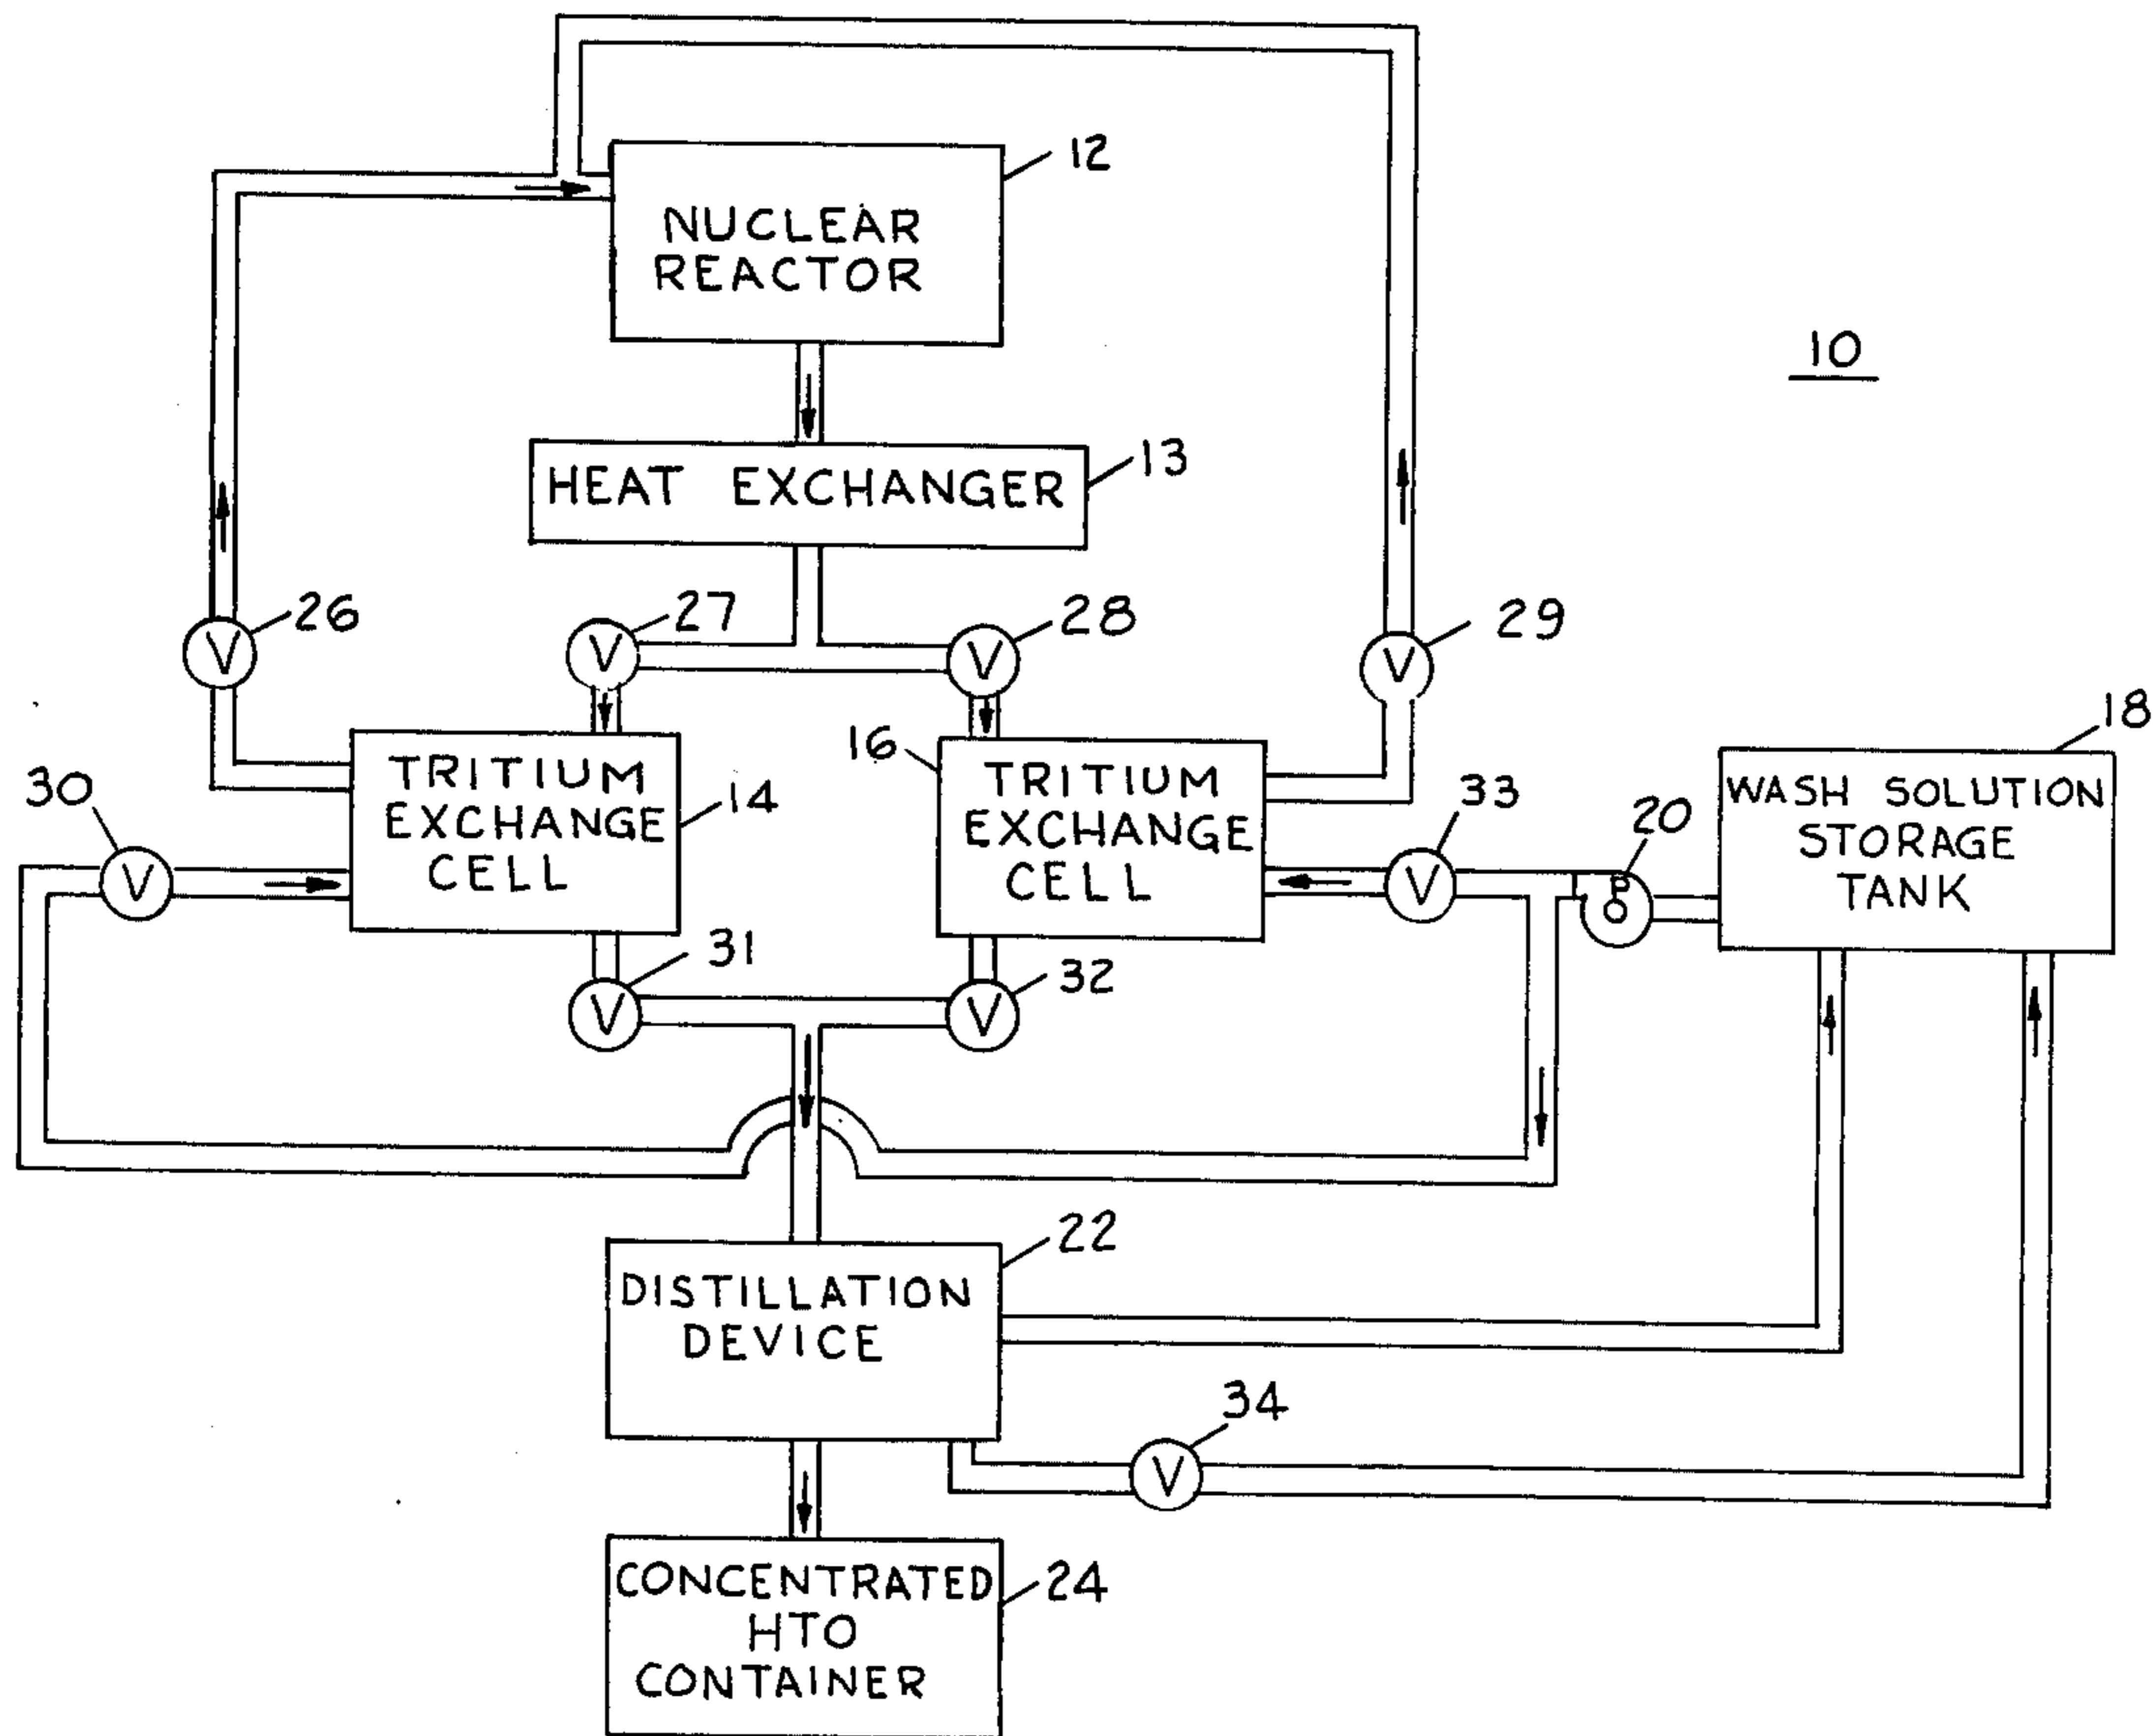 12
NUCLEAR
REACTOR
10
HEAT EXCHANGER
13
26
27
28
29
V
V
V
V
18
16
30
TRITIUM
EXCHANGE
CELL
14
TRITIUM
EXCHANGE
CELL
33
20
WASH SOLUTION
STORAGE
TANK
V
V
P
31
32
V
V
22
DISTILLATION
DEVICE
34
V
CONCENTRATED
HTO
CONTAINER
24